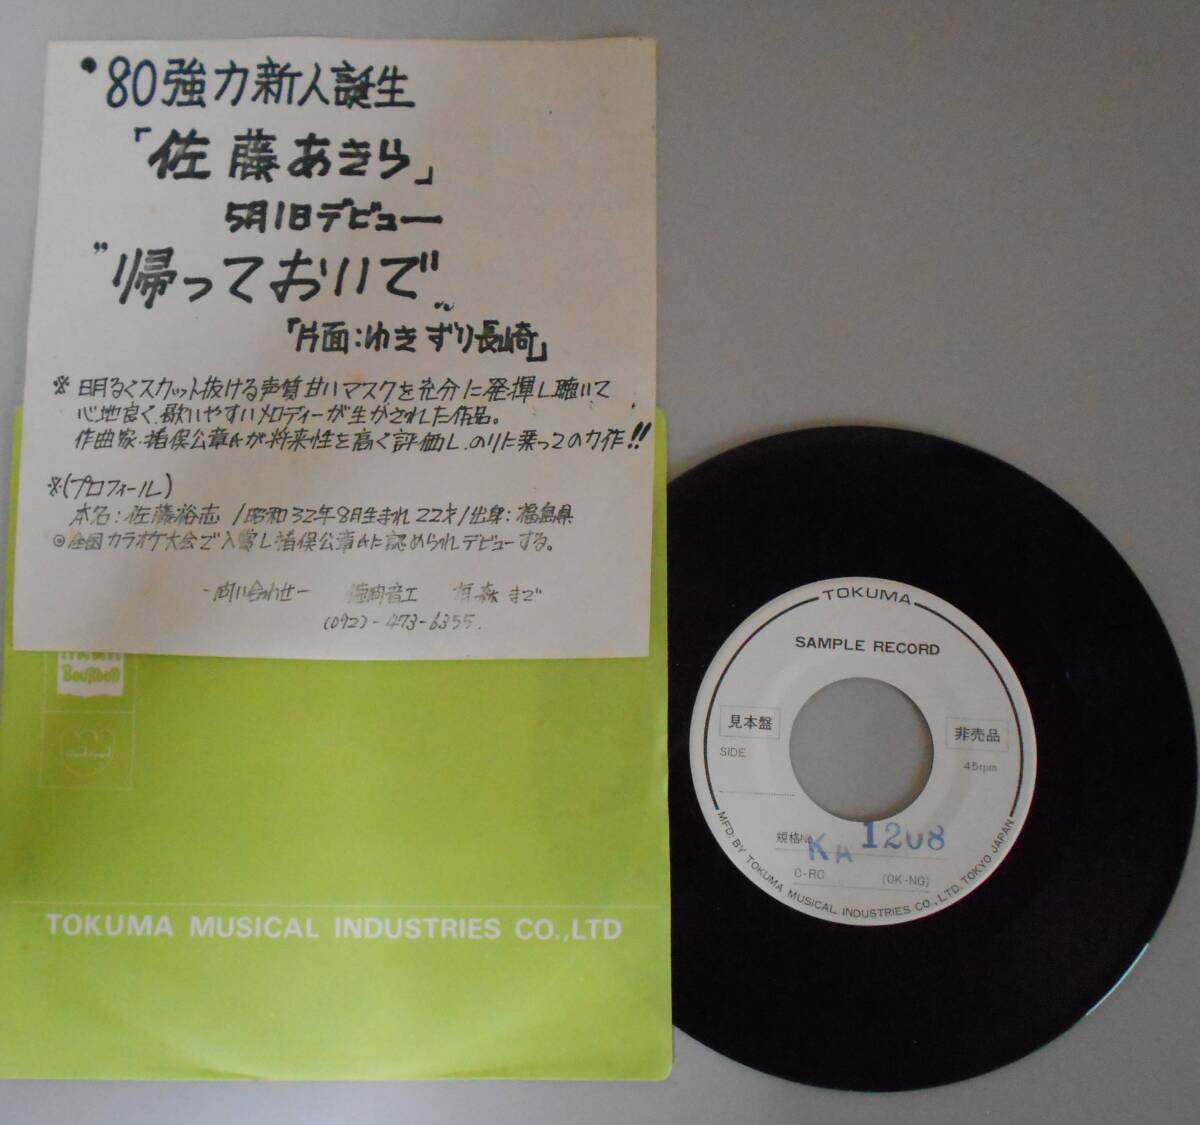 ●80強力新人誕生
「佐藤あきら」
5月1日デビュー
"帰っておいで"
「片面:ゆきずり長崎」
※明るくスカット抜ける声質甘いマスクを充分に発揮し聴いて
心地良く、歌いやすいメロディーが生かされた作品。
作曲家・猪俣公章氏が将来性を高く評価し、のりに乗っての力作!!
※(プロフィール)
本名:佐藤裕志 / 昭和32年8月生まれ 22才 / 出身:福島県
◎全国カラオケ大会で入賞し猪俣公章氏に認められデビューする。
-問い合わせ- 徳間音工 まで
(092)-473-6355.
Bourbon
TOKUMA MUSICAL INDUSTRIES CO.,LTD
TOKUMA
SAMPLE RECORD
見本盤
非売品
SIDE
45rpm
規格No. KA 1208
C-RC (OK-NG)
MFD. BY TOKUMA MUSICAL INDUSTRIES CO., LTD. TOKYO JAPAN